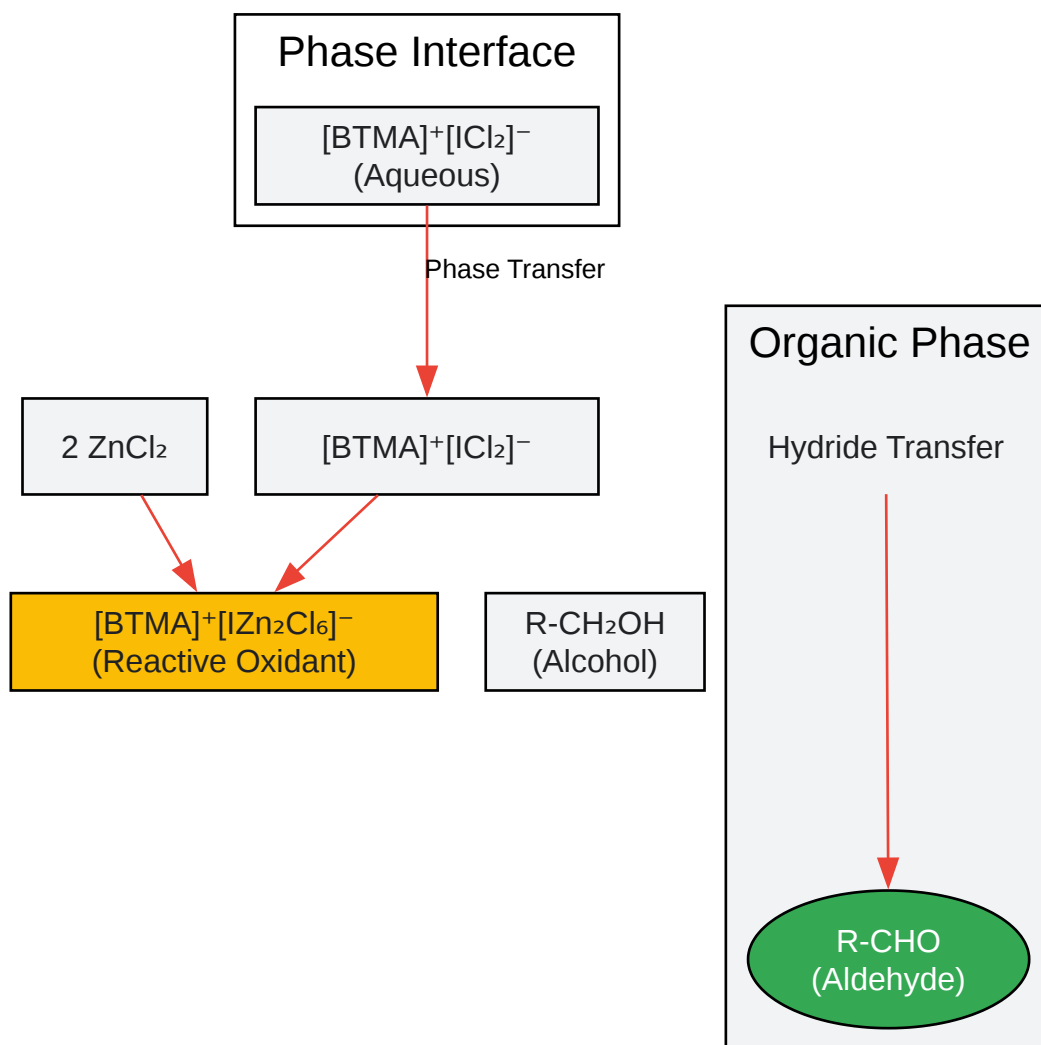 Phase Interface
[BTMA]⁺[ICl₂]⁻
(Aqueous)
Phase Transfer
Organic Phase
2 ZnCl₂
[BTMA]⁺[ICl₂]⁻
Hydride Transfer
[BTMA]⁺[IZn₂Cl₆]⁻
(Reactive Oxidant)
R-CH₂OH
(Alcohol)
R-CHO
(Aldehyde)